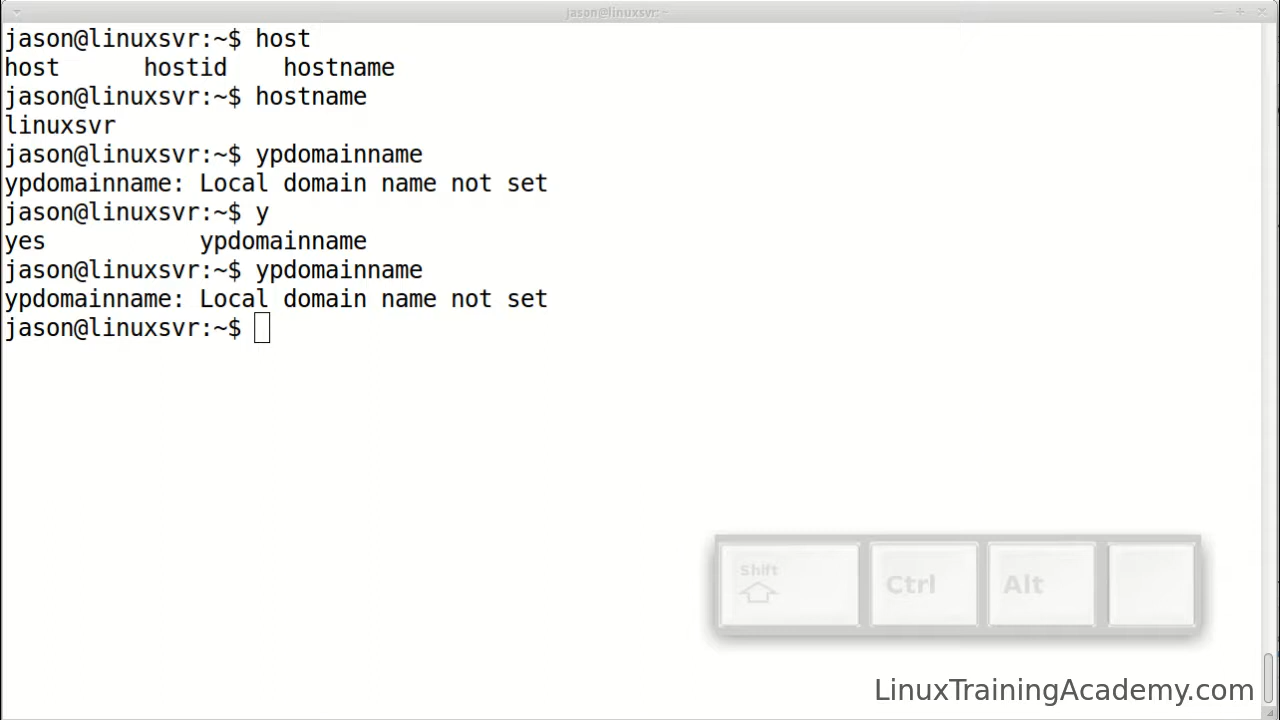 jason@linuxsvr: ~
jason@linuxsvr:~$ host
host      hostid    hostname
jason@linuxsvr:~$ hostname
linuxsvr
jason@linuxsvr:~$ ypdomainname
ypdomainname: Local domain name not set
jason@linuxsvr:~$ y
yes           ypdomainname
jason@linuxsvr:~$ ypdomainname
ypdomainname: Local domain name not set
jason@linuxsvr:~$
Shift Ctrl Alt
LinuxTrainingAcademy.com